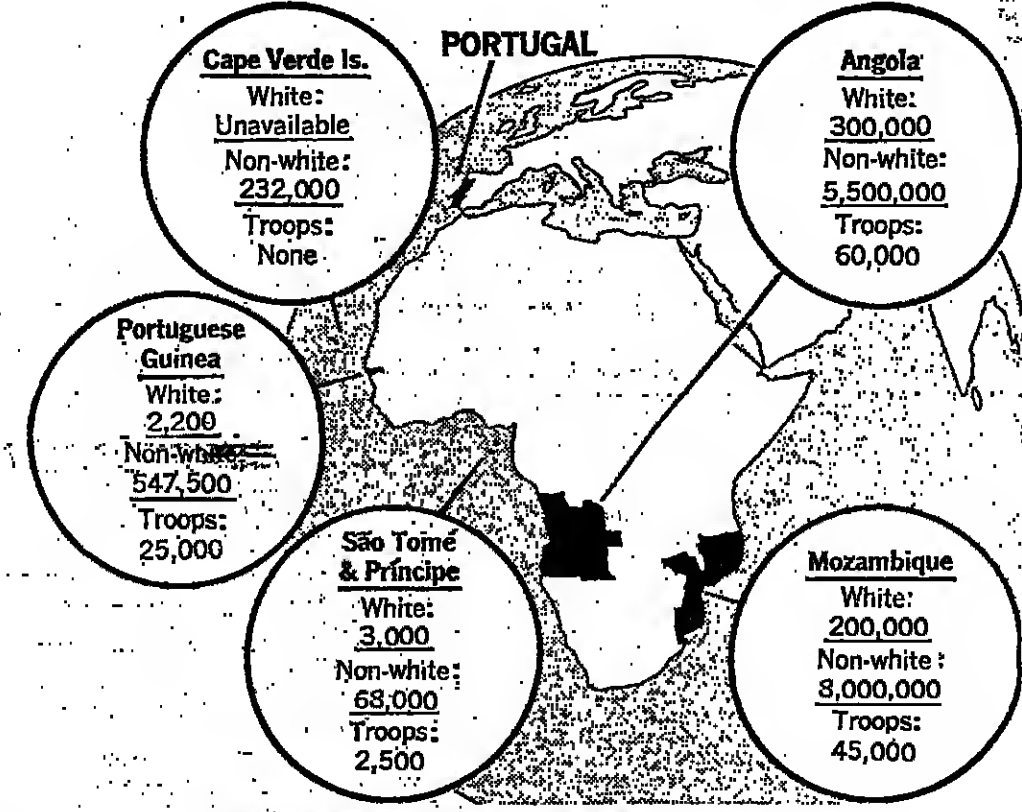 PORTUGAL
Cape Verde Is.
White:
Unavailable
Non-white:
232,000
Troops:
None
Angola
White:
300,000
Non-white:
5,500,000
Troops:
60,000
Portuguese
Guinea
White:
2,200
Non-white
547,500
Troops:
25,000
São Tomé
& Príncipe
White:
3,000
Non-white:
68,000
Troops:
2,500
Mozambique
White:
200,000
Non-white:
8,000,000
Troops:
45,000